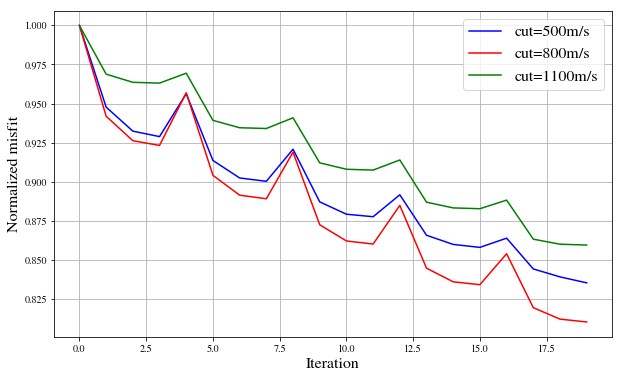 1.000
0.975
0.950
0.925
0.900
0.875
0.850
0.825
Normalized misfit
cut=500m/s
cut=800m/s
cut=1100m/s
0.0 2.5 5.0 7.5 10.0 12.5 15.0 17.5
Iteration